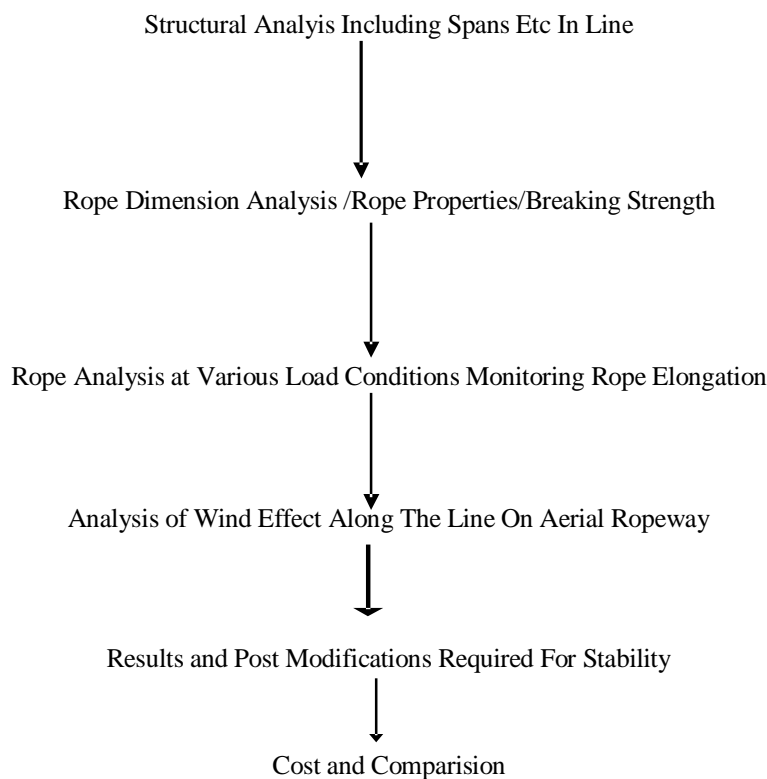 Structural Analyis Including Spans Etc In Line
Rope Dimension Analysis /Rope Properties/Breaking Strength
Rope Analysis at Various Load Conditions Monitoring Rope Elongation
Analysis of Wind Effect Along The Line On Aerial Ropeway
Results and Post Modifications Required For Stability
Cost and Comparision